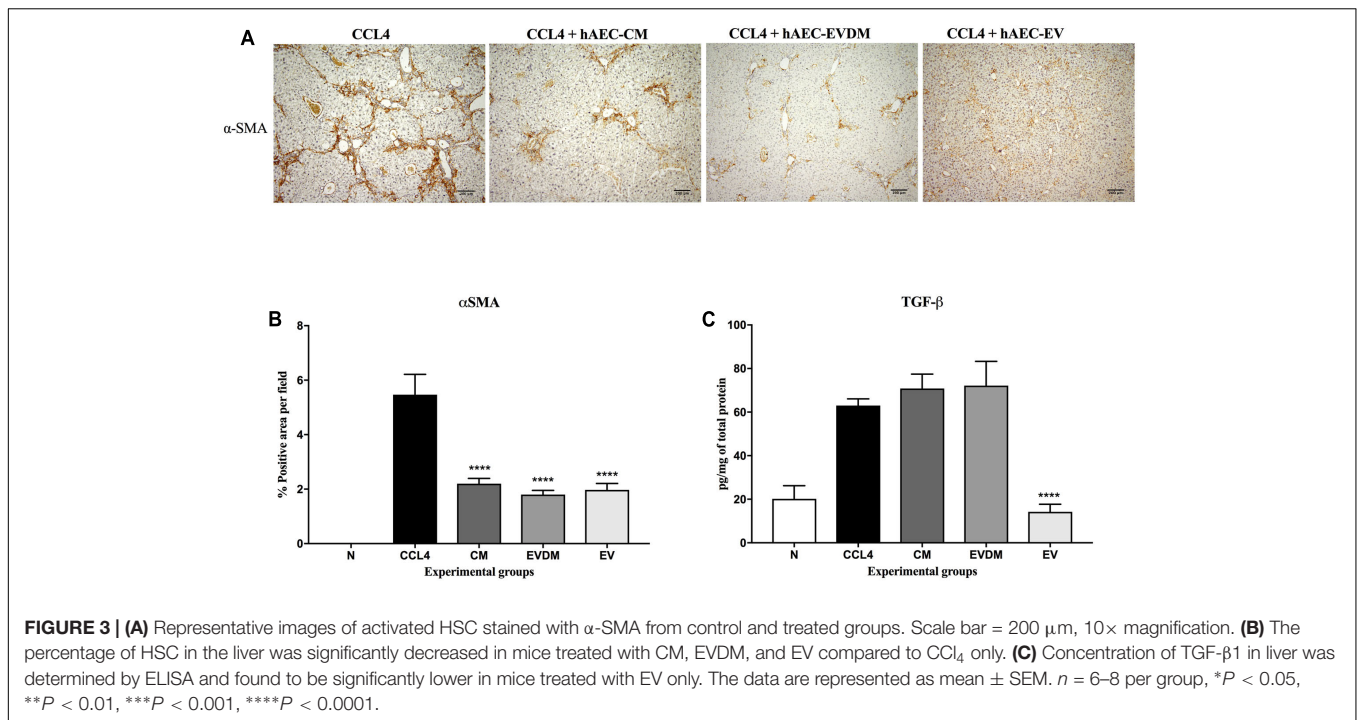 A
CCL4
CCL4 + hAEC-CM
CCL4 + hAEC-EVDM
CCL4 + hAEC-EV
α-SMA
B
αSMA
% Positive area per field
8
6
4
2
0
****
****
****
N
CCL4
CM
EVDM
EV
Experimental groups
C
TGF-β
pg/mg of total protein
100
80
60
40
20
0
****
N
CCL4
CM
EVDM
EV
Experimental groups
FIGURE 3 | (A) Representative images of activated HSC stained with α-SMA from control and treated groups. Scale bar = 200 μm, 10× magnification. (B) The
percentage of HSC in the liver was significantly decreased in mice treated with CM, EVDM, and EV compared to CCl₄ only. (C) Concentration of TGF-β1 in liver was
determined by ELISA and found to be significantly lower in mice treated with EV only. The data are represented as mean ± SEM. n = 6–8 per group, *P < 0.05,
**P < 0.01, ***P < 0.001, ****P < 0.0001.